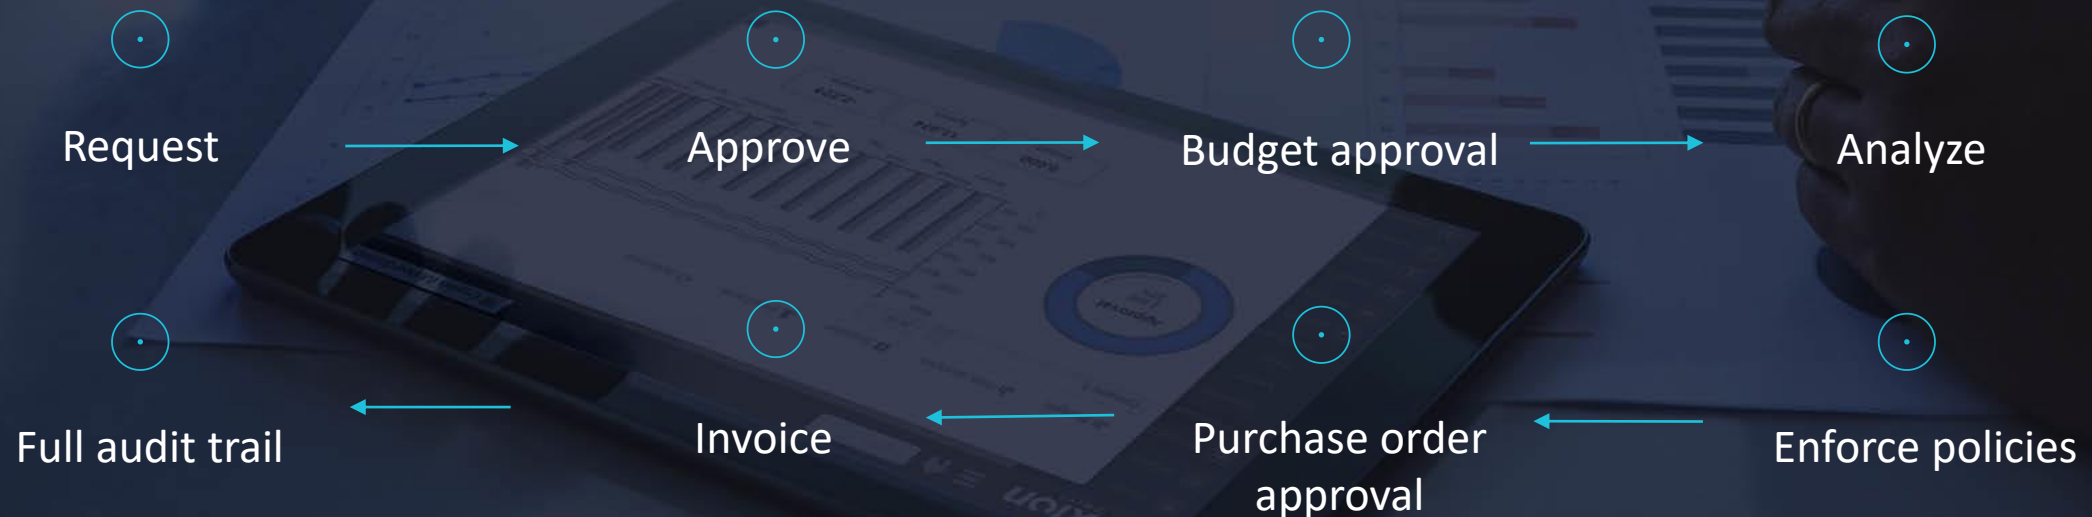 Request
Approve
Budget approval
Analyze
Full audit trail
Invoice
Purchase order
approval
Enforce policies